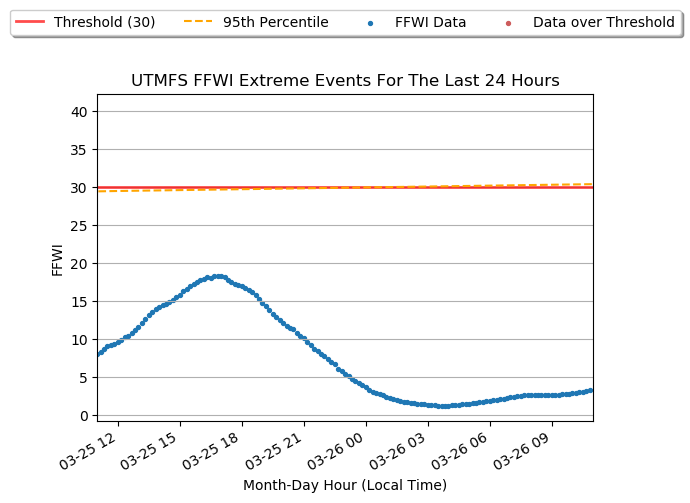 Threshold (30) 95th Percentile FFWI Data Data over Threshold
UTMFS FFWI Extreme Events For The Last 24 Hours
40
35
30
25
20
15
10
5
0
FFWI
03-25 12 03-25 15 03-25 18 03-25 21 03-26 00 03-26 03 03-26 06 03-26 09
Month-Day Hour (Local Time)